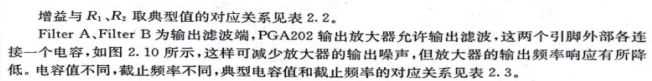 增益与 R₁、R₂ 取典型值的对应关系见表 2.2。
Filter A、Filter B 为输出滤波端,PGA202 输出放大器允许输出滤波,这两个引脚外部各连
接一个电容,如图 2.10 所示,这样可减少放大器的输出噪声,但放大器的输出频率响应有所降
低。电容值不同,截止频率不同,典型电容值和截止频率的对应关系见表 2.3。